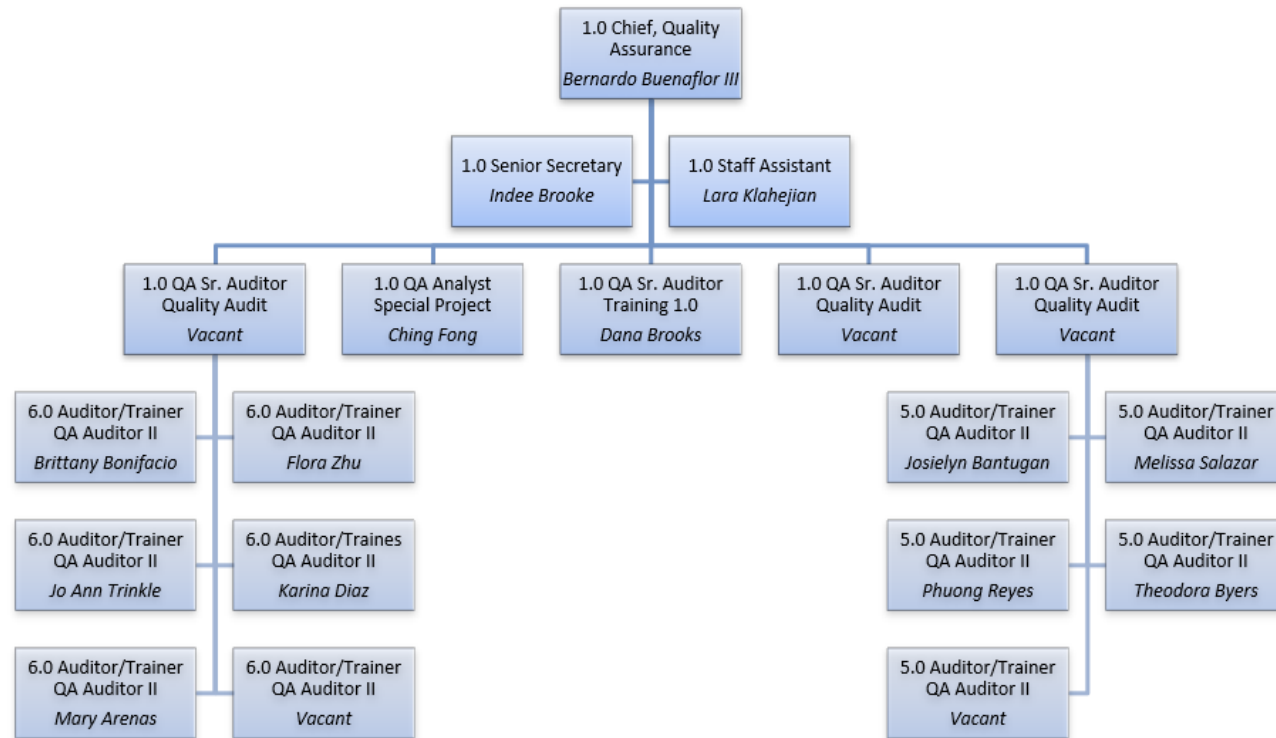 1.0 Chief, Quality
Assurance
Bernardo Buenaflor III
1.0 Senior Secretary
Indee Brooke
1.0 Staff Assistant
Lara Klahejian
1.0 QA Sr. Auditor
Quality Audit
Vacant
1.0 QA Analyst
Special Project
Ching Fong
1.0 QA Sr. Auditor
Training 1.0
Dana Brooks
1.0 QA Sr. Auditor
Quality Audit
Vacant
1.0 QA Sr. Auditor
Quality Audit
Vacant
6.0 Auditor/Trainer
QA Auditor II
Brittany Bonifacio
6.0 Auditor/Trainer
QA Auditor II
Flora Zhu
5.0 Auditor/Trainer
QA Auditor II
Josielyn Bantugan
5.0 Auditor/Trainer
QA Auditor II
Melissa Salazar
6.0 Auditor/Trainer
QA Auditor II
Jo Ann Trinkle
6.0 Auditor/Traines
QA Auditor II
Karina Diaz
5.0 Auditor/Trainer
QA Auditor II
Phuong Reyes
5.0 Auditor/Trainer
QA Auditor II
Theodora Byers
6.0 Auditor/Trainer
QA Auditor II
Mary Arenas
6.0 Auditor/Trainer
QA Auditor II
Vacant
5.0 Auditor/Trainer
QA Auditor II
Vacant